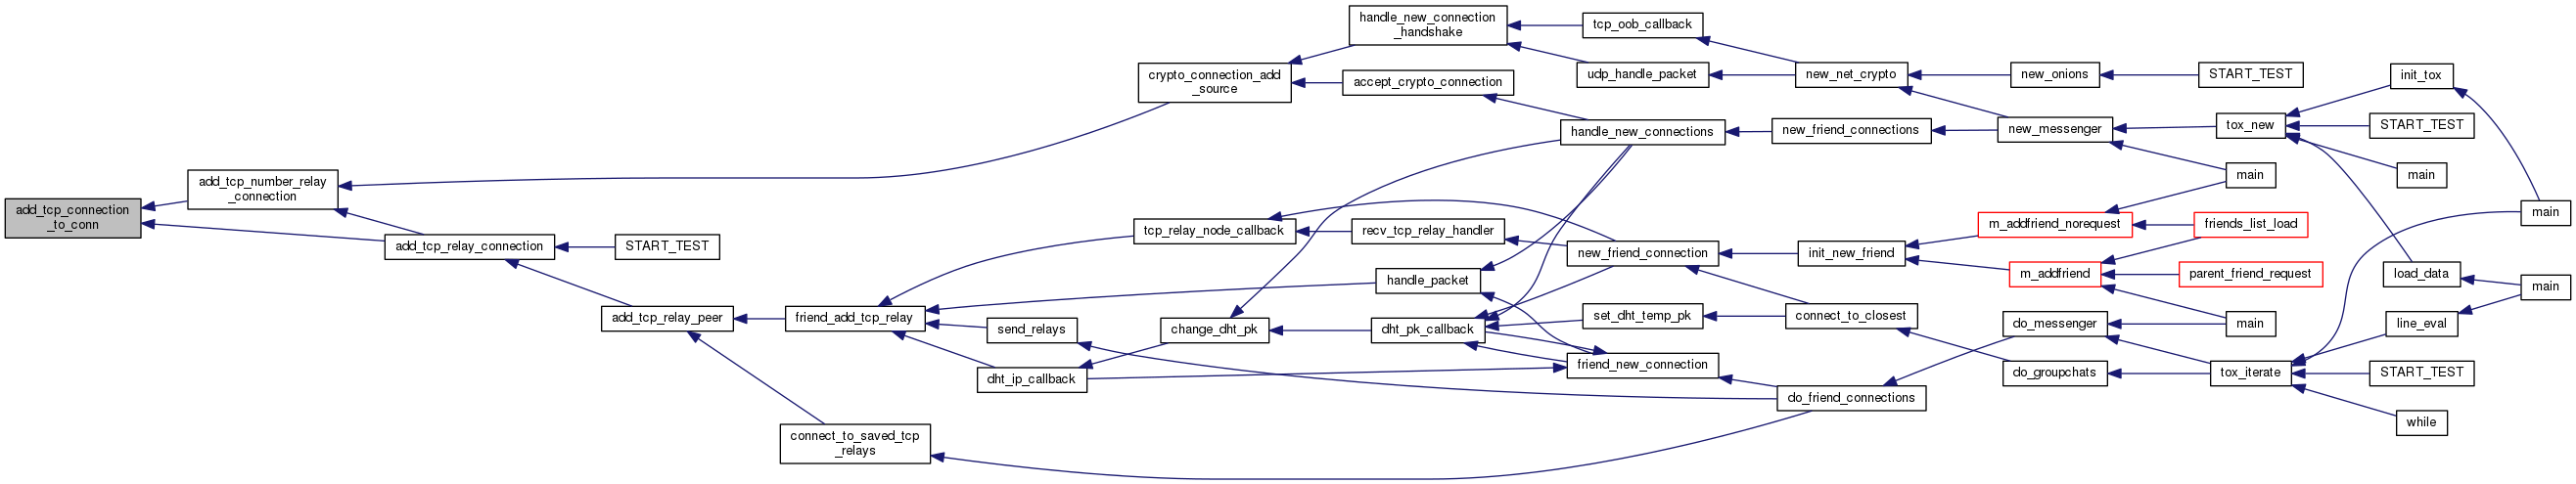 add_tcp_connection
_to_conn
add_tcp_number_relay
_connection
add_tcp_relay_connection
START_TEST
add_tcp_relay_peer
friend_add_tcp_relay
connect_to_saved_tcp
_relays
send_relays
dht_ip_callback
crypto_connection_add
_source
tcp_relay_node_callback
change_dht_pk
handle_new_connection
_handshake
accept_crypto_connection
recv_tcp_relay_handler
handle_packet
dht_pk_callback
tcp_oob_callback
udp_handle_packet
handle_new_connections
new_friend_connection
set_dht_temp_pk
friend_new_connection
new_net_crypto
new_friend_connections
init_new_friend
connect_to_closest
do_friend_connections
new_onions
new_messenger
m_addfriend_norequest
m_addfriend
do_messenger
do_groupchats
START_TEST
tox_new
main
friends_list_load
parent_friend_request
main
tox_iterate
init_tox
START_TEST
main
load_data
line_eval
START_TEST
while
main
main